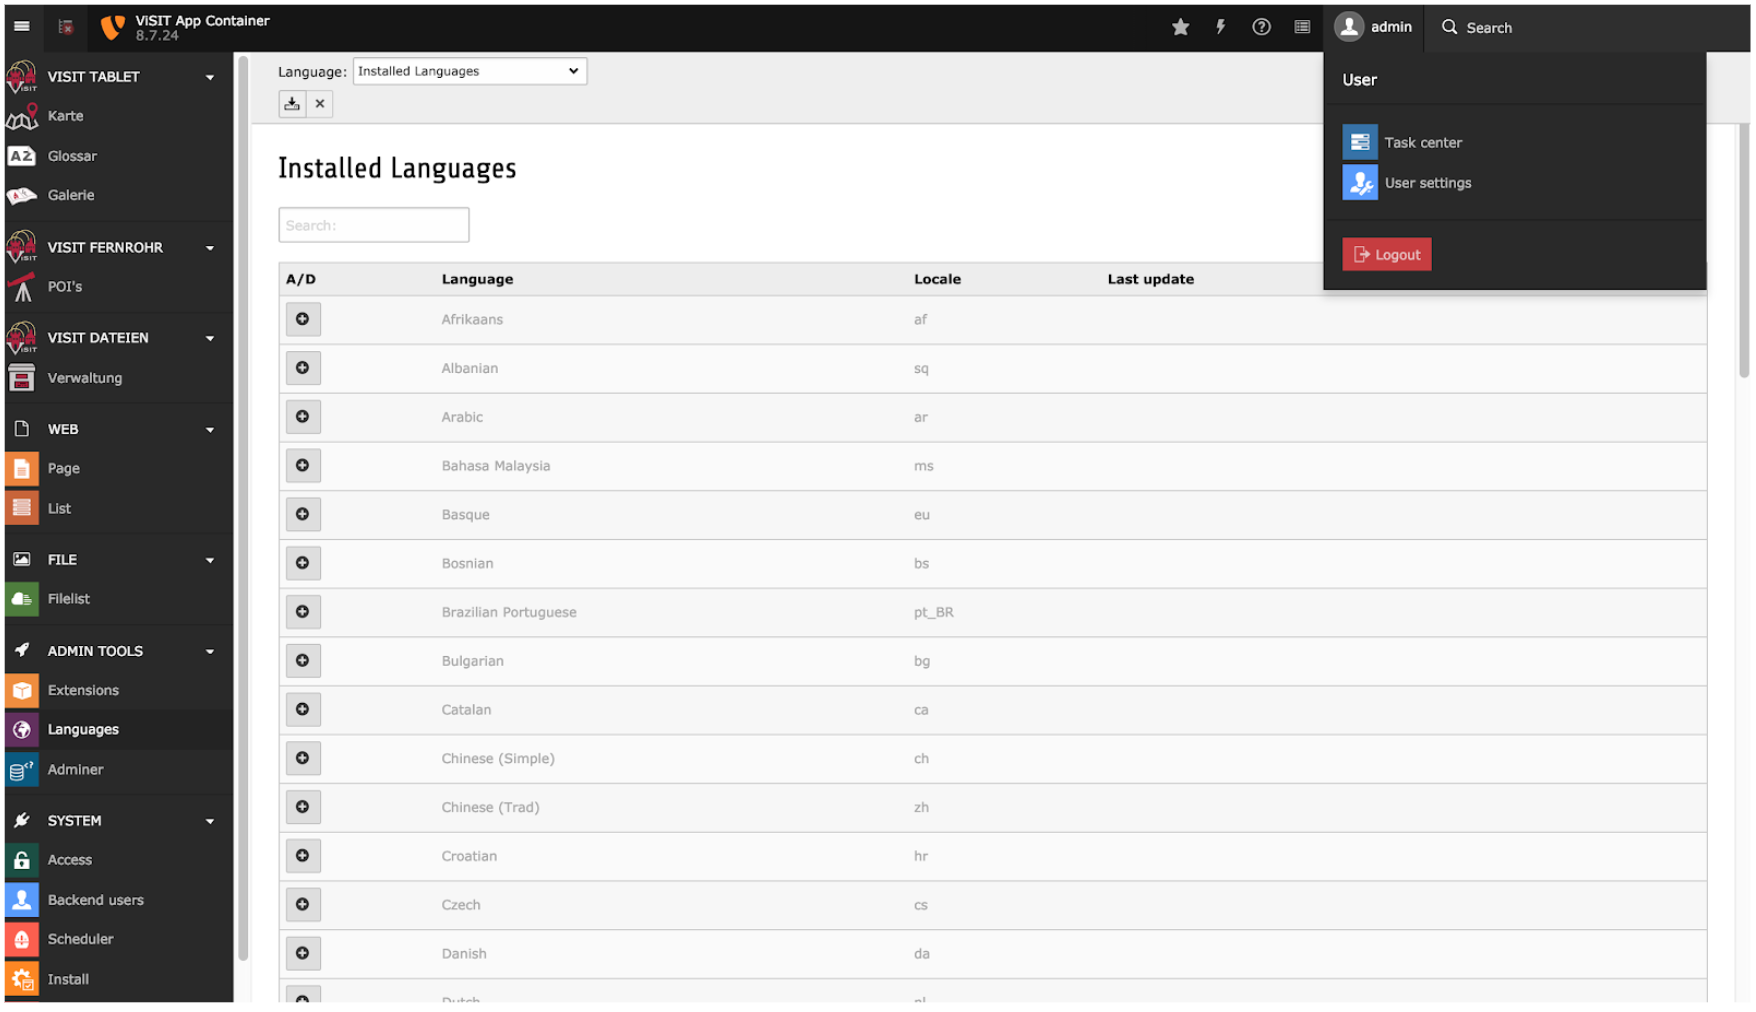 ViSIT App Container
8.7.24
admin
Search
VISIT TABLET
Karte
Glossar
Galerie
VISIT FERNROHR
POI's
VISIT DATEIEN
Verwaltung
WEB
Page
List
FILE
Filelist
ADMIN TOOLS
Extensions
Languages
Adminer
SYSTEM
Access
Backend users
Scheduler
Install
Language: Installed Languages
Installed Languages
Search:
A/D Language Locale Last update
Afrikaans af
Albanian sq
Arabic ar
Bahasa Malaysia ms
Basque eu
Bosnian bs
Brazilian Portuguese pt_BR
Bulgarian bg
Catalan ca
Chinese (Simple) ch
Chinese (Trad) zh
Croatian hr
Czech cs
Danish da
Dutch nl
User
Task center
User settings
Logout